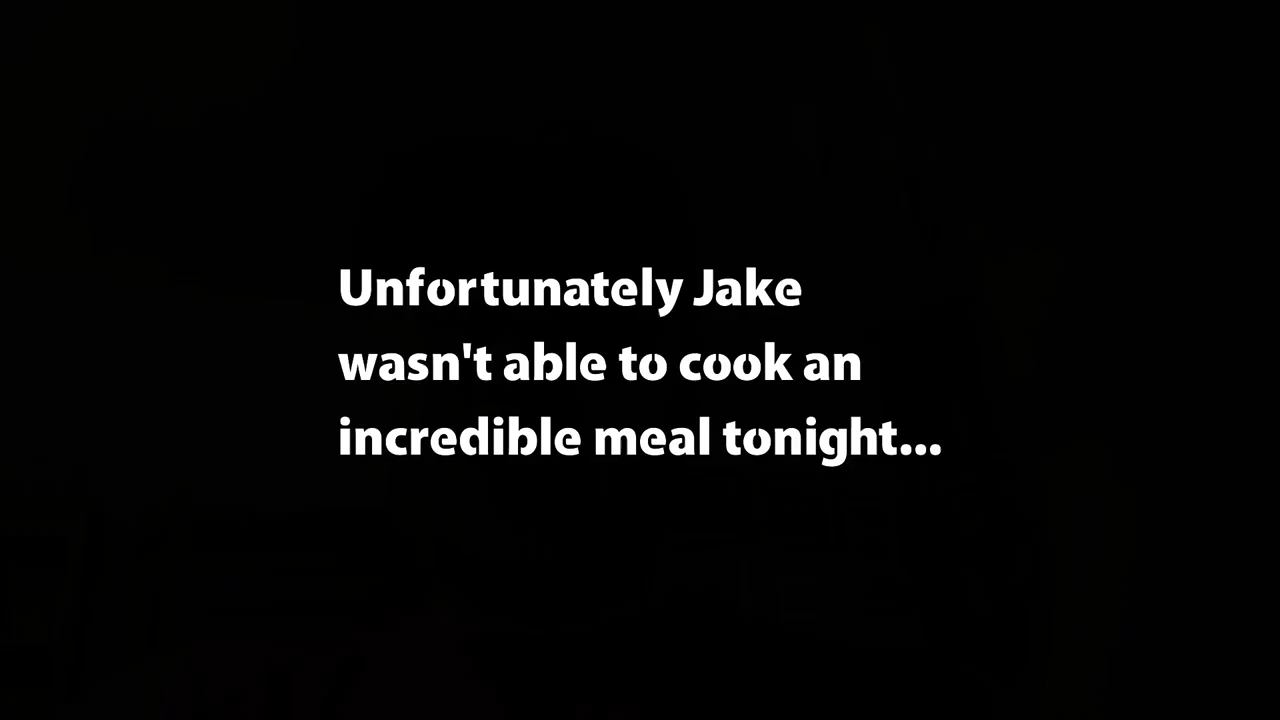 Unfortunately Jake
wasn't able to cook an
incredible meal tonight...